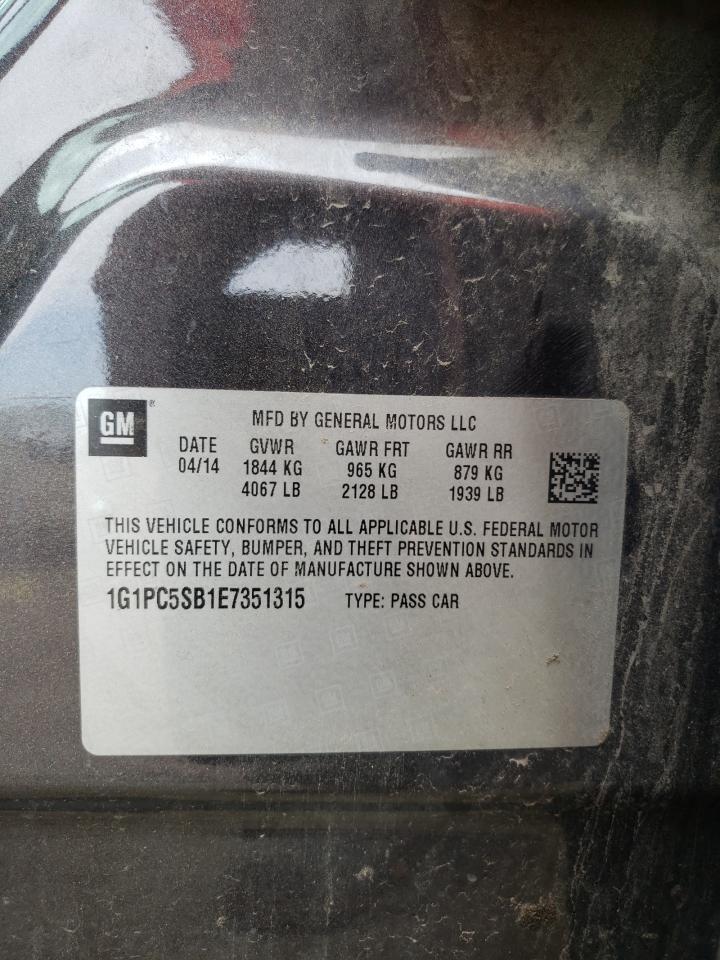 GM®
MFD BY GENERAL MOTORS LLC
DATE GVWR GAWR FRT GAWR RR
04/14 1844 KG 965 KG 879 KG
4067 LB 2128 LB 1939 LB
THIS VEHICLE CONFORMS TO ALL APPLICABLE U.S. FEDERAL MOTOR
VEHICLE SAFETY, BUMPER, AND THEFT PREVENTION STANDARDS IN
EFFECT ON THE DATE OF MANUFACTURE SHOWN ABOVE.
1G1PC5SB1E7351315 TYPE: PASS CAR